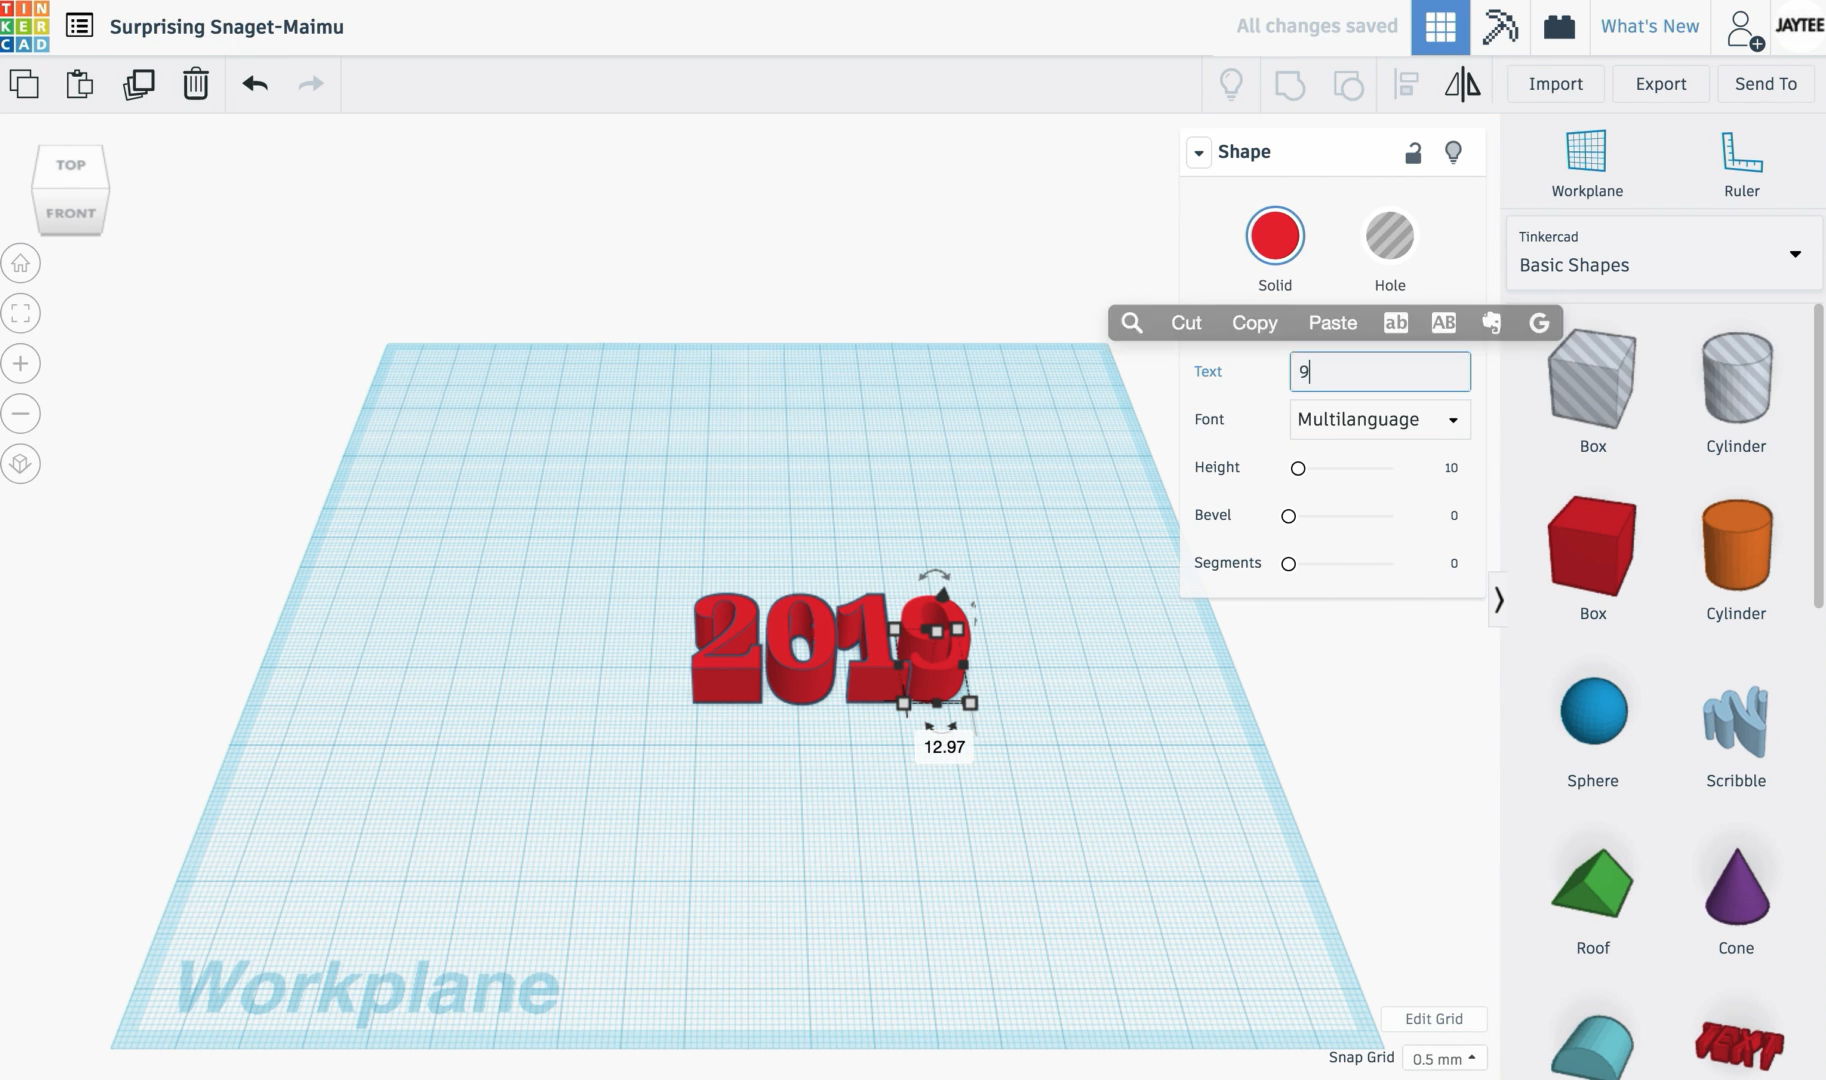 TIN
KER
CAD
Surprising Snaget-Maimu
All changes saved
What's New
JAYTEE
Import
Export
Send To
TOP
FRONT
Shape
Solid
Hole
Cut
Copy
Paste
ab
AB
G
Text
9
Font
Multilanguage
Height
10
Bevel
0
Segments
0
Workplane
Ruler
Tinkercad
Basic Shapes
Box
Cylinder
Box
Cylinder
Sphere
Scribble
Roof
Cone
TEXT
2019
12.97
Workplane
Edit Grid
Snap Grid
0.5 mm